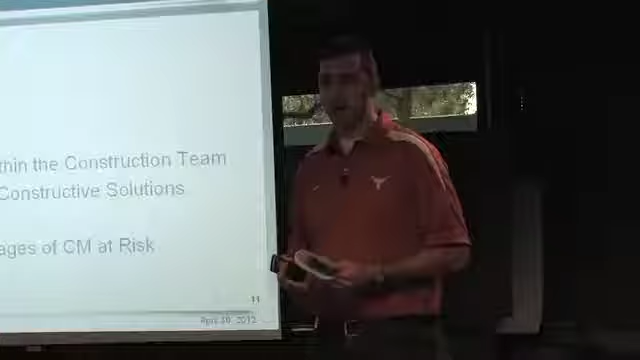 thin the Construction Team
Constructive Solutions
ages of CM at Risk
11
April 30, 2012